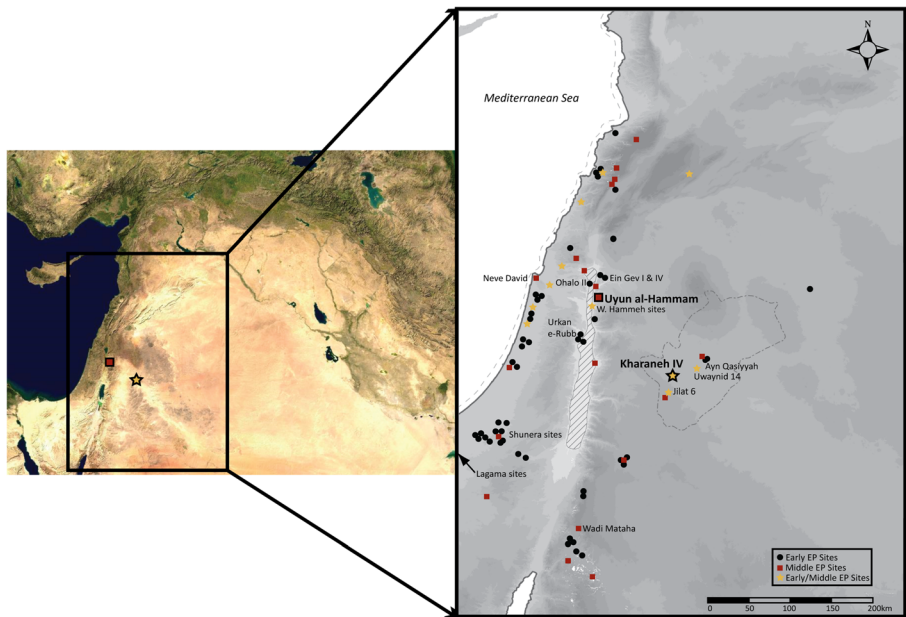 N
Mediterranean Sea
Neve David
Ohalo II
Ein Gev I & IV
Uyun al-Hammam
W. Hammeh sites
Urkan
e-Rubb
Kharaneh IV
Ayn Qasiyyah
Uwaynid 14
Jilat 6
Shunera sites
Lagama sites
Wadi Mataha
Early EP Sites
Middle EP Sites
Early/Middle EP Sites
0km 50 100 150 200km